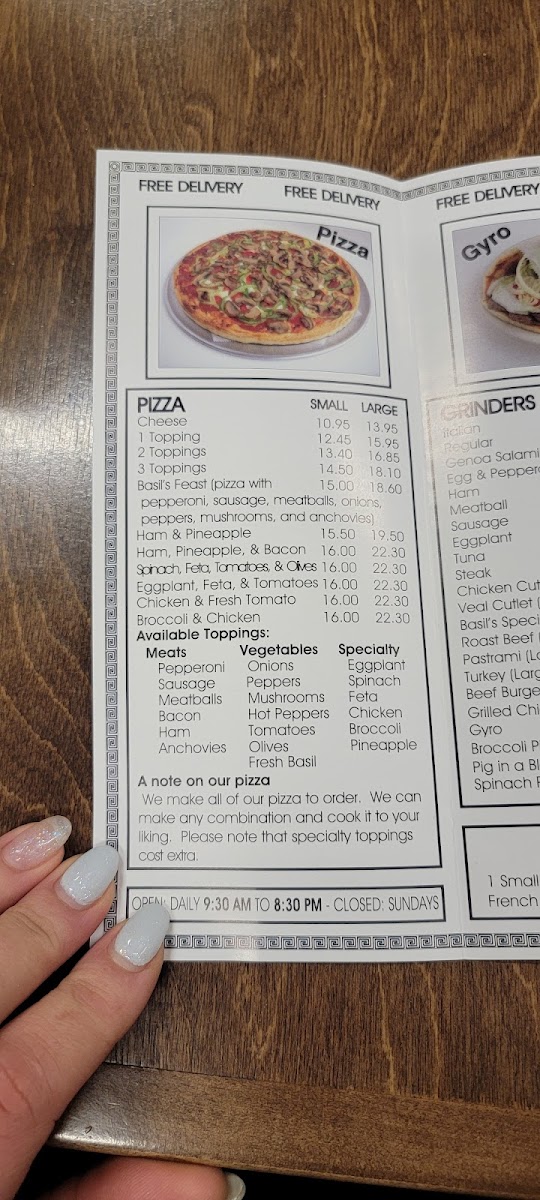 FREE DELIVERY FREE DELIVERY
Pizza
PIZZA SMALL LARGE
Cheese 10.95 13.95
1 Topping 12.45 15.95
2 Toppings 13.40 16.85
3 Toppings 14.50 18.10
Basil's Feast (pizza with 15.00 18.60
pepperoni, sausage, meatballs, onions,
peppers, mushrooms, and anchovies)
Ham & Pineapple 15.50 19.50
Ham, Pineapple, & Bacon 16.00 22.30
Spinach, Feta, Tomatoes, & Olives 16.00 22.30
Eggplant, Feta, & Tomatoes 16.00 22.30
Chicken & Fresh Tomato 16.00 22.30
Broccoli & Chicken 16.00 22.30
Available Toppings:
Meats Vegetables Specialty
Pepperoni Onions Eggplant
Sausage Peppers Spinach
Meatballs Mushrooms Feta
Bacon Hot Peppers Chicken
Ham Tomatoes Broccoli
Anchovies Olives Pineapple
Fresh Basil
A note on our pizza
We make all of our pizza to order. We can
make any combination and cook it to your
liking. Please note that specialty toppings
cost extra.
OPEN: DAILY 9:30 AM TO 8:30 PM - CLOSED: SUNDAYS
FREE DELIVERY
Gyro
GRINDERS
Italian
Regular
Genoa Salami
Egg & Pepper
Ham
Meatball
Sausage
Eggplant
Tuna
Steak
Chicken Cut
Veal Cutlet (
Basil's Speci
Roast Beef (
Pastrami (La
Turkey (Larg
Beef Burge
Grilled Chi
Gyro
Broccoli P
Pig in a Bl
Spinach P
1 Small
French